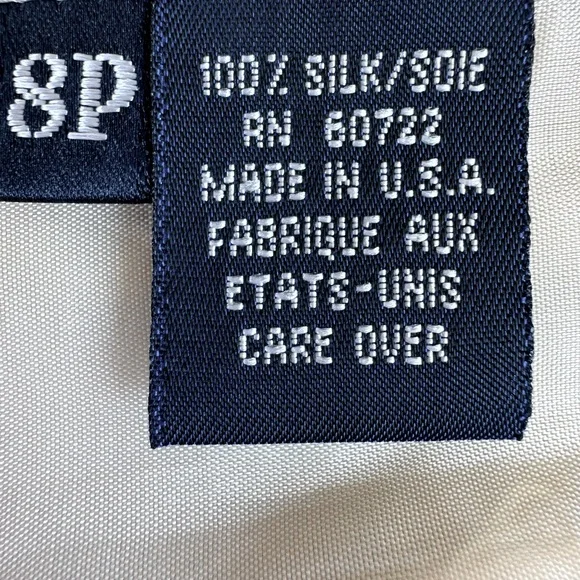 8P
100% SILK/SOIE
RN 60722
MADE IN U.S.A.
FABRIQUE AUX
ETATS-UNIS
CARE OVER